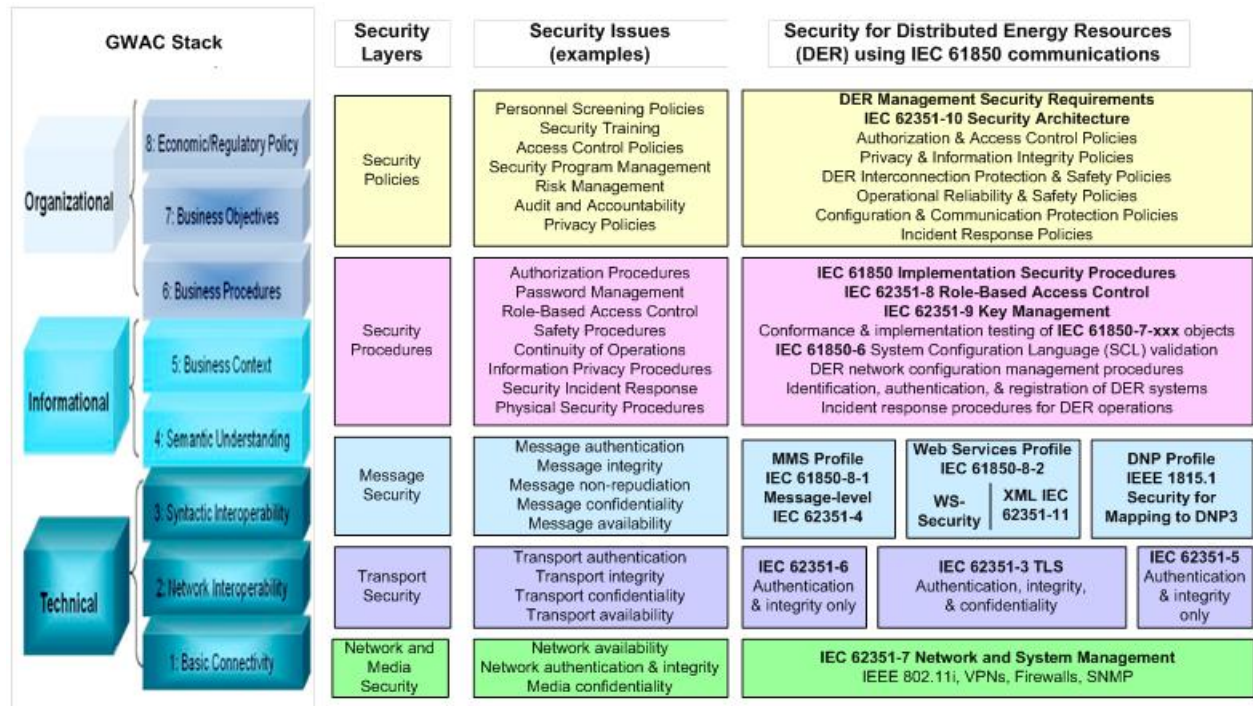 GWAC Stack
Organizational
8: Economic/Regulatory Policy
7: Business Objectives
6: Business Procedures
Informational
5: Business Context
4: Semantic Understanding
Technical
3: Syntactic Interoperability
2: Network Interoperability
1: Basic Connectivity
Security
Layers
Security Issues
(examples)
Security for Distributed Energy Resources
(DER) using IEC 61850 communications
Security
Policies
Personnel Screening Policies
Security Training
Access Control Policies
Security Program Management
Risk Management
Audit and Accountability
Privacy Policies
DER Management Security Requirements
IEC 62351-10 Security Architecture
Authorization & Access Control Policies
Privacy & Information Integrity Policies
DER Interconnection Protection & Safety Policies
Operational Reliability & Safety Policies
Configuration & Communication Protection Policies
Incident Response Policies
Security
Procedures
Authorization Procedures
Password Management
Role-Based Access Control
Safety Procedures
Continuity of Operations
Information Privacy Procedures
Security Incident Response
Physical Security Procedures
IEC 61850 Implementation Security Procedures
IEC 62351-8 Role-Based Access Control
IEC 62351-9 Key Management
Conformance & implementation testing of IEC 61850-7-xxx objects
IEC 61850-6 System Configuration Language (SCL) validation
DER network configuration management procedures
Identification, authentication, & registration of DER systems
Incident response procedures for DER operations
Message
Security
Message authentication
Message integrity
Message non-repudiation
Message confidentiality
Message availability
MMS Profile
IEC 61850-8-1
Message-level
IEC 62351-4
Web Services Profile
IEC 61850-8-2
WS-
Security
XML IEC
62351-11
DNP Profile
IEEE 1815.1
Security for
Mapping to DNP3
Transport
Security
Transport authentication
Transport integrity
Transport confidentiality
Transport availability
IEC 62351-6
Authentication
& integrity only
IEC 62351-3 TLS
Authentication, integrity,
& confidentiality
IEC 62351-5
Authentication
& integrity
only
Network and
Media
Security
Network availability
Network authentication & integrity
Media confidentiality
IEC 62351-7 Network and System Management
IEEE 802.11i, VPNs, Firewalls, SNMP